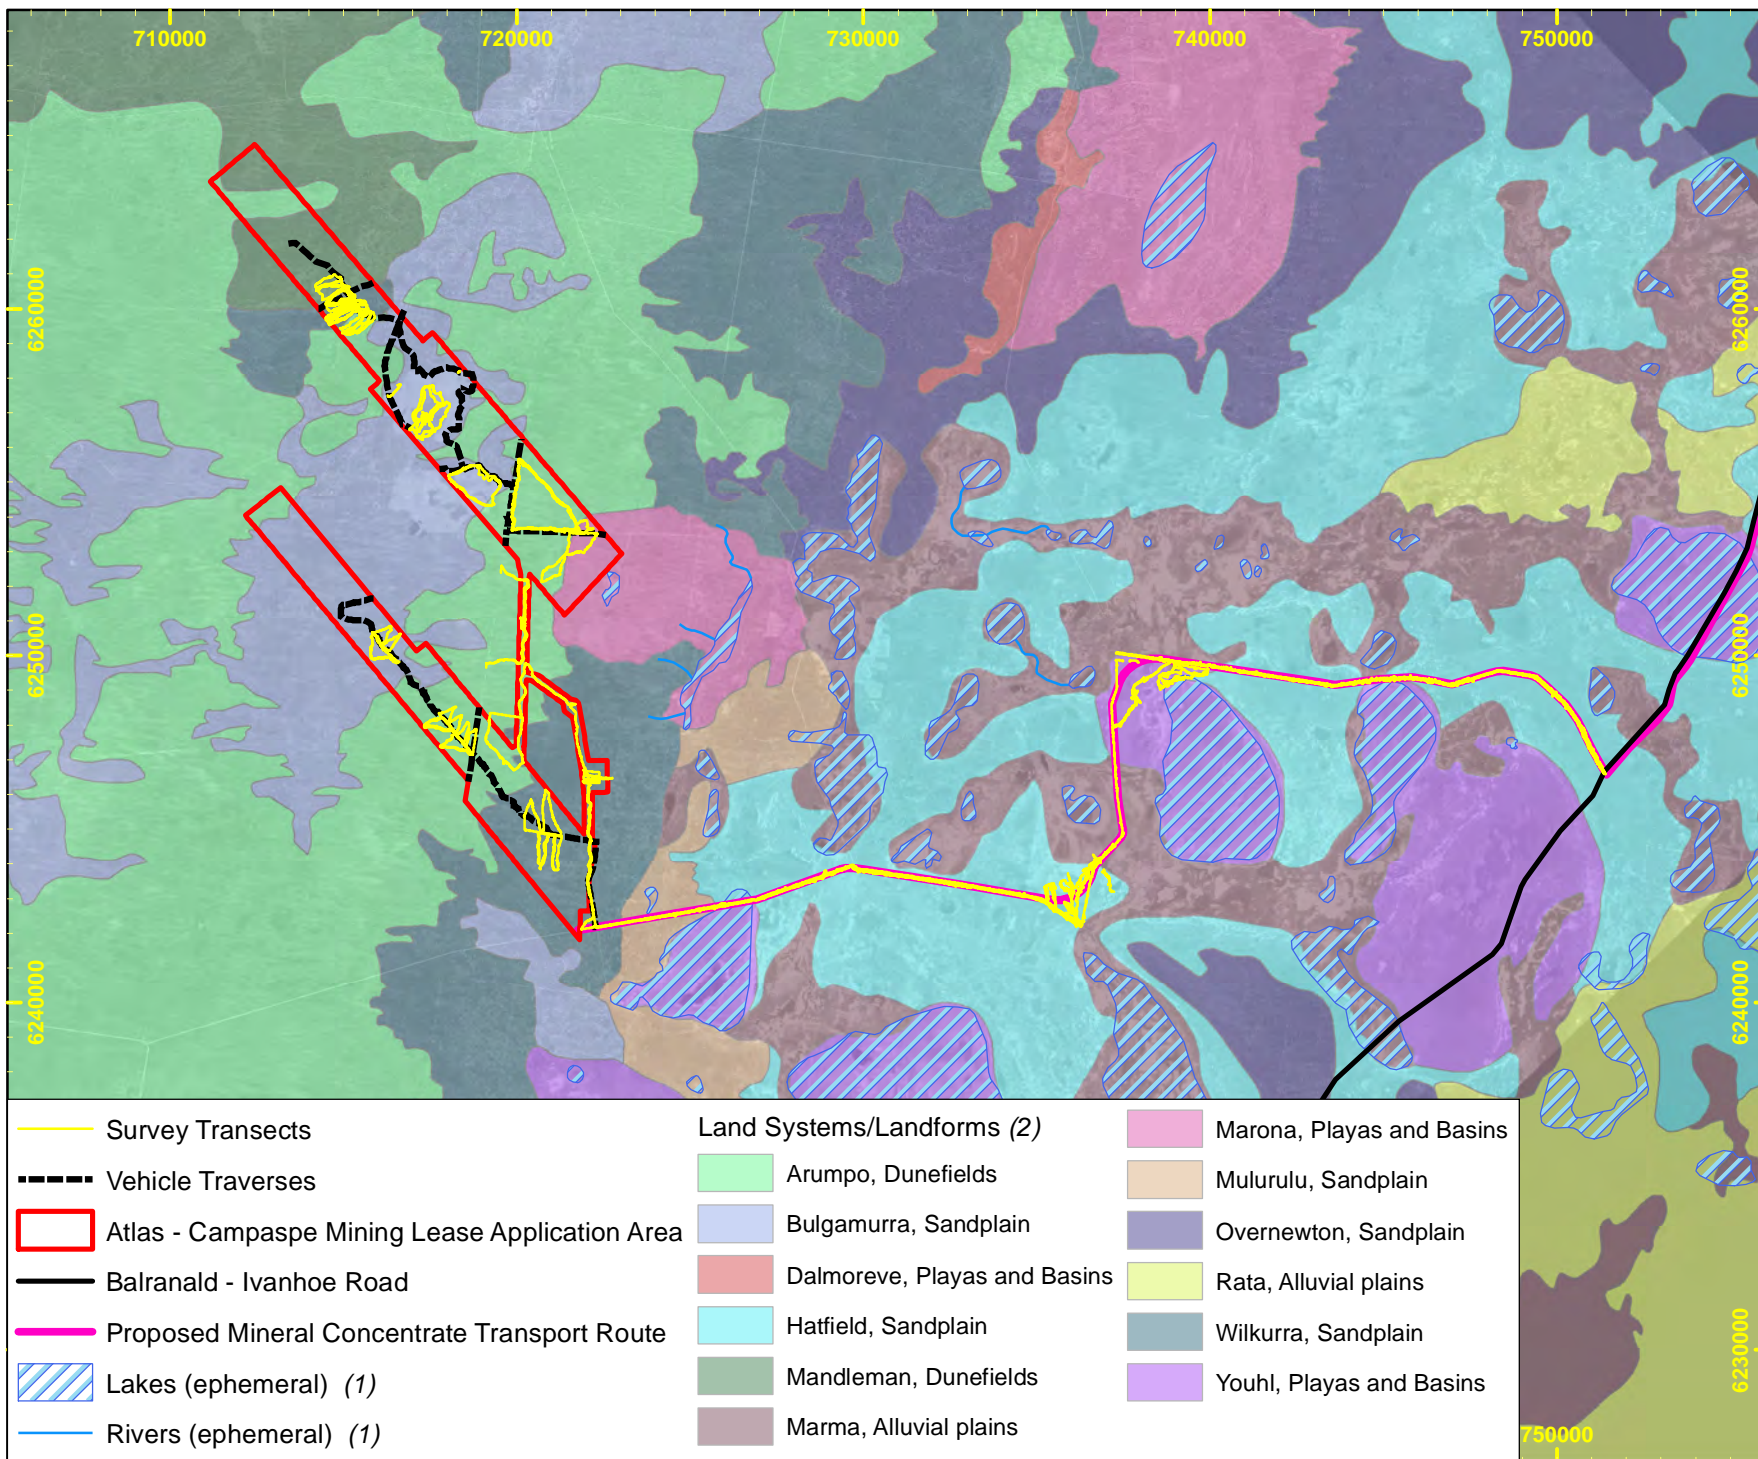 710000
720000
730000
740000
750000
6260000
6260000
6250000
6250000
6240000
6240000
6230000
750000
Survey Transects
Vehicle Traverses
Atlas - Campaspe Mining Lease Application Area
Balranald - Ivanhoe Road
Proposed Mineral Concentrate Transport Route
Lakes (ephemeral) (1)
Rivers (ephemeral) (1)
Land Systems/Landforms (2)
Arumpo, Dunefields
Bulgamurra, Sandplain
Dalmoreve, Playas and Basins
Hatfield, Sandplain
Mandleman, Dunefields
Marma, Alluvial plains
Marona, Playas and Basins
Mulurulu, Sandplain
Overnewton, Sandplain
Rata, Alluvial plains
Wilkurra, Sandplain
Youhl, Playas and Basins